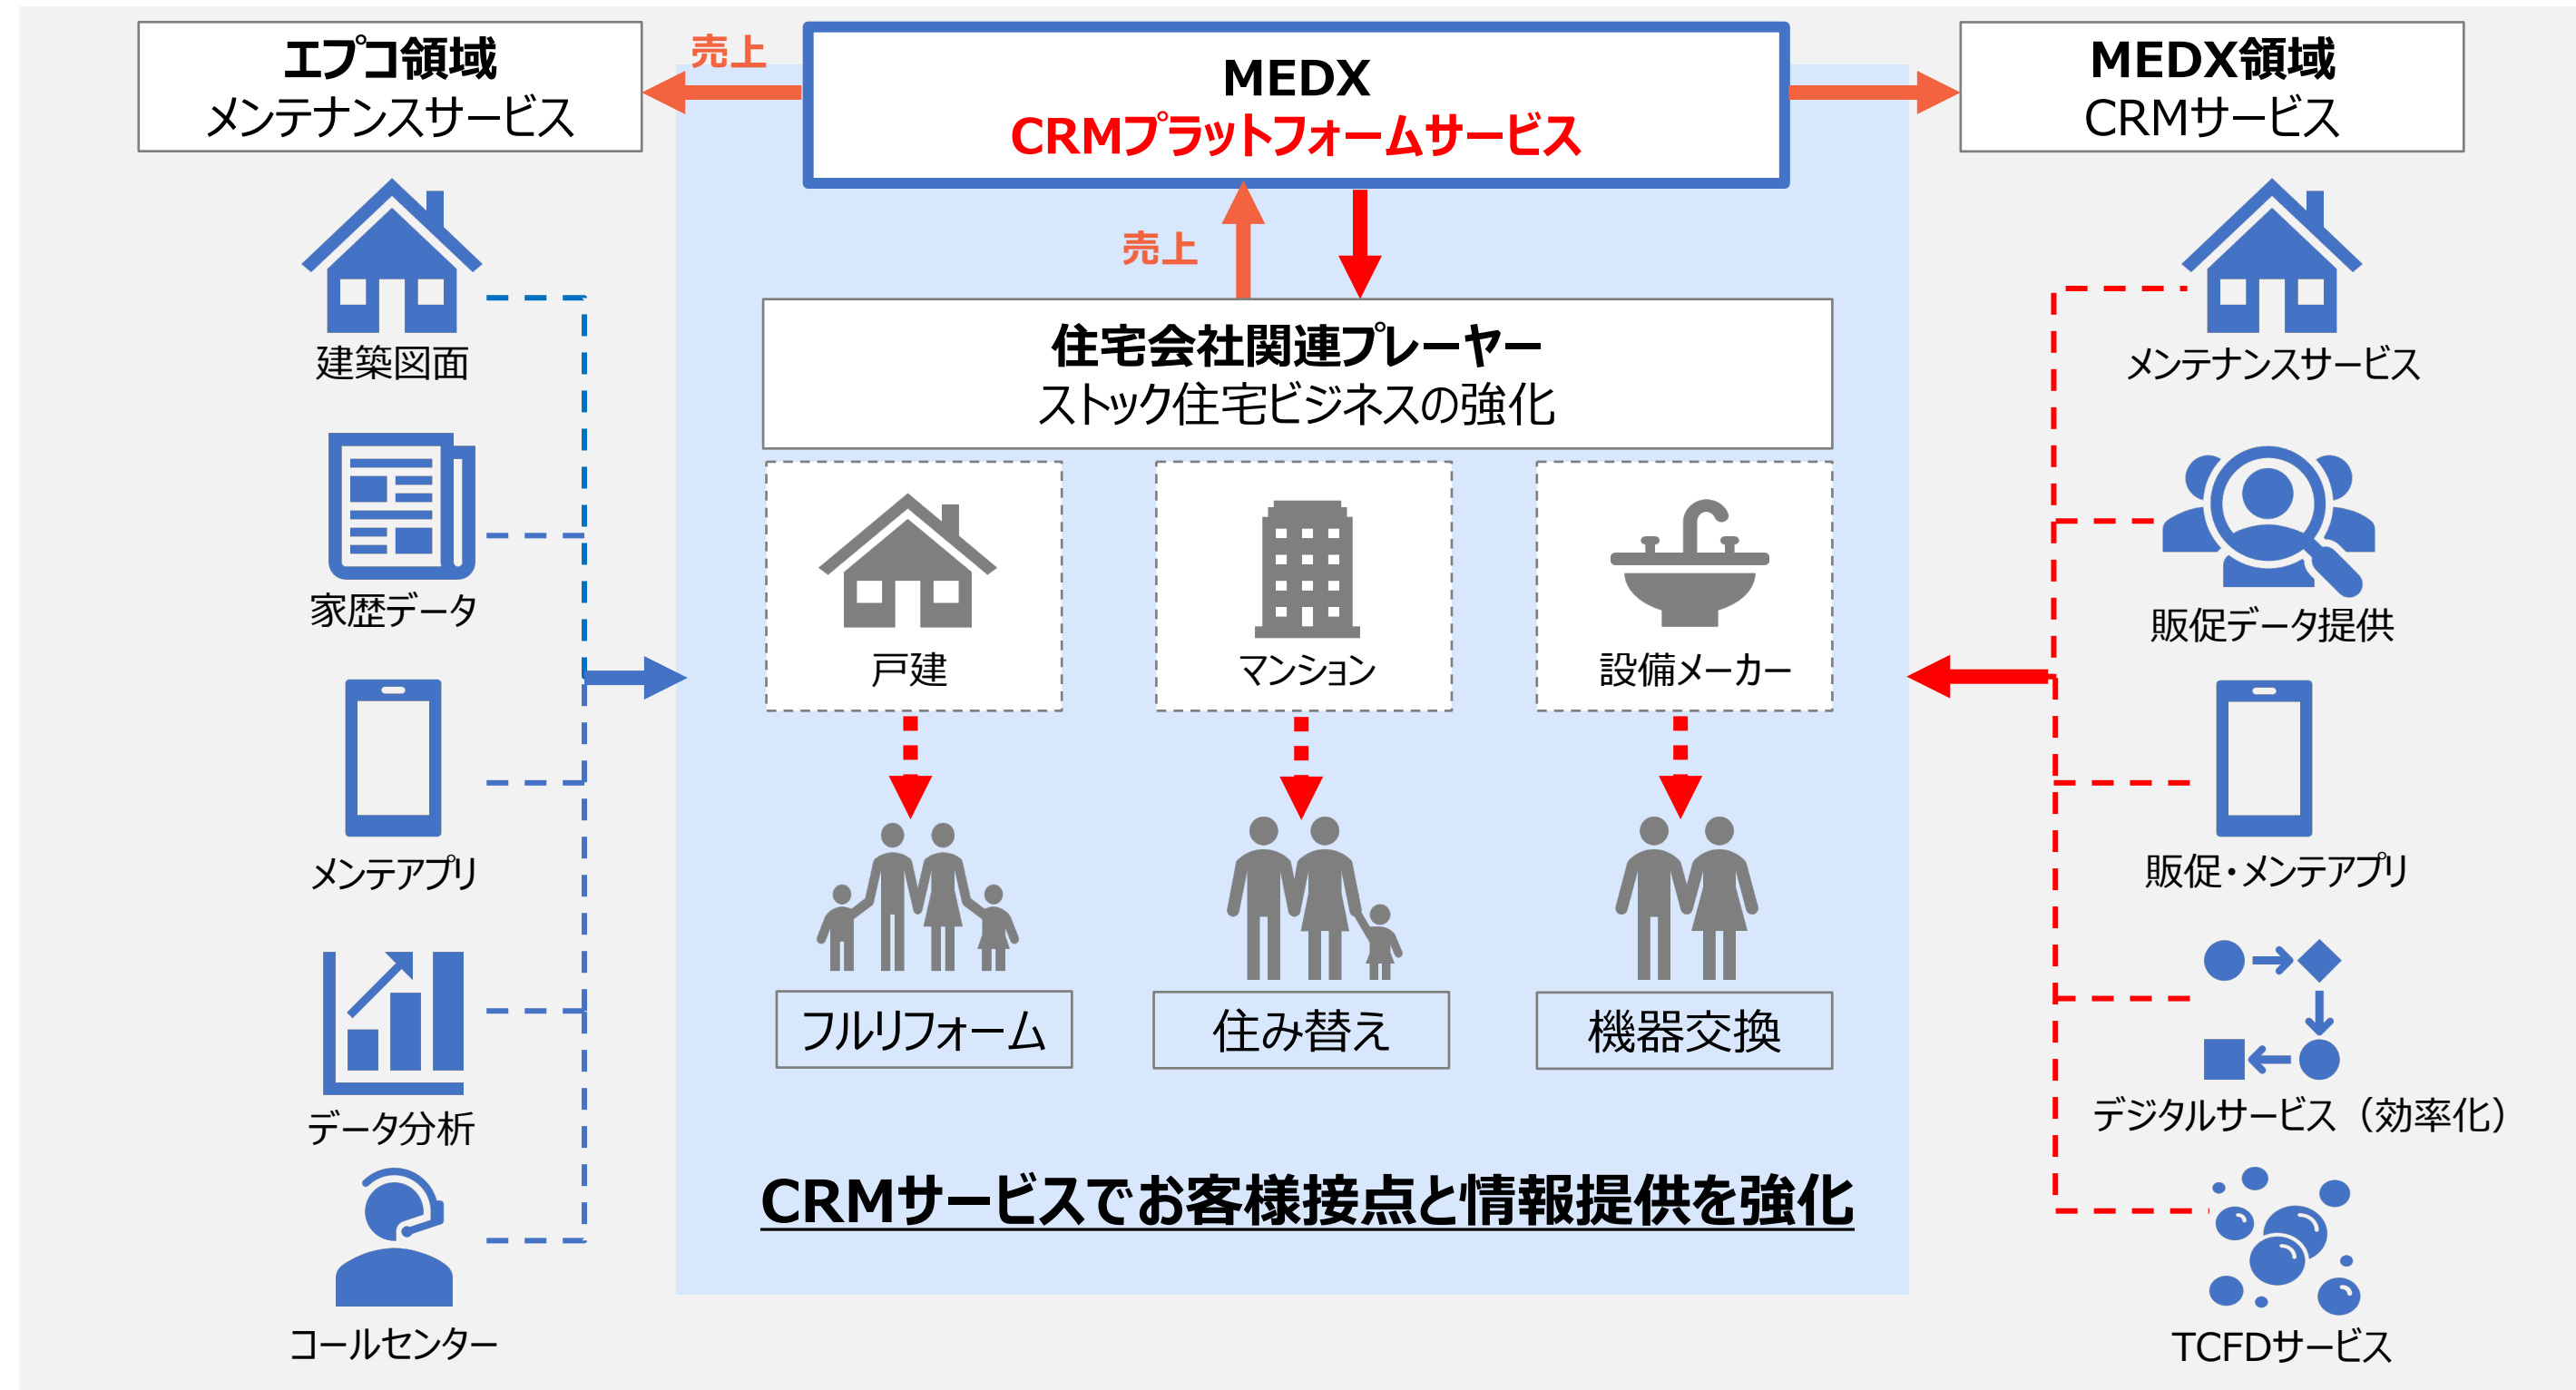 エプコ領域
メンテナンスサービス
売上
MEDX
CRMプラットフォームサービス
MEDX領域
CRMサービス
建築図面
家歴データ
メンテアプリ
データ分析
コールセンター
売上
住宅会社関連プレーヤー
ストック住宅ビジネスの強化
戸建
マンション
設備メーカー
フルリフォーム
住み替え
機器交換
CRMサービスでお客様接点と情報提供を強化
メンテナンスサービス
販促データ提供
販促・メンテアプリ
デジタルサービス（効率化）
TCFDサービス